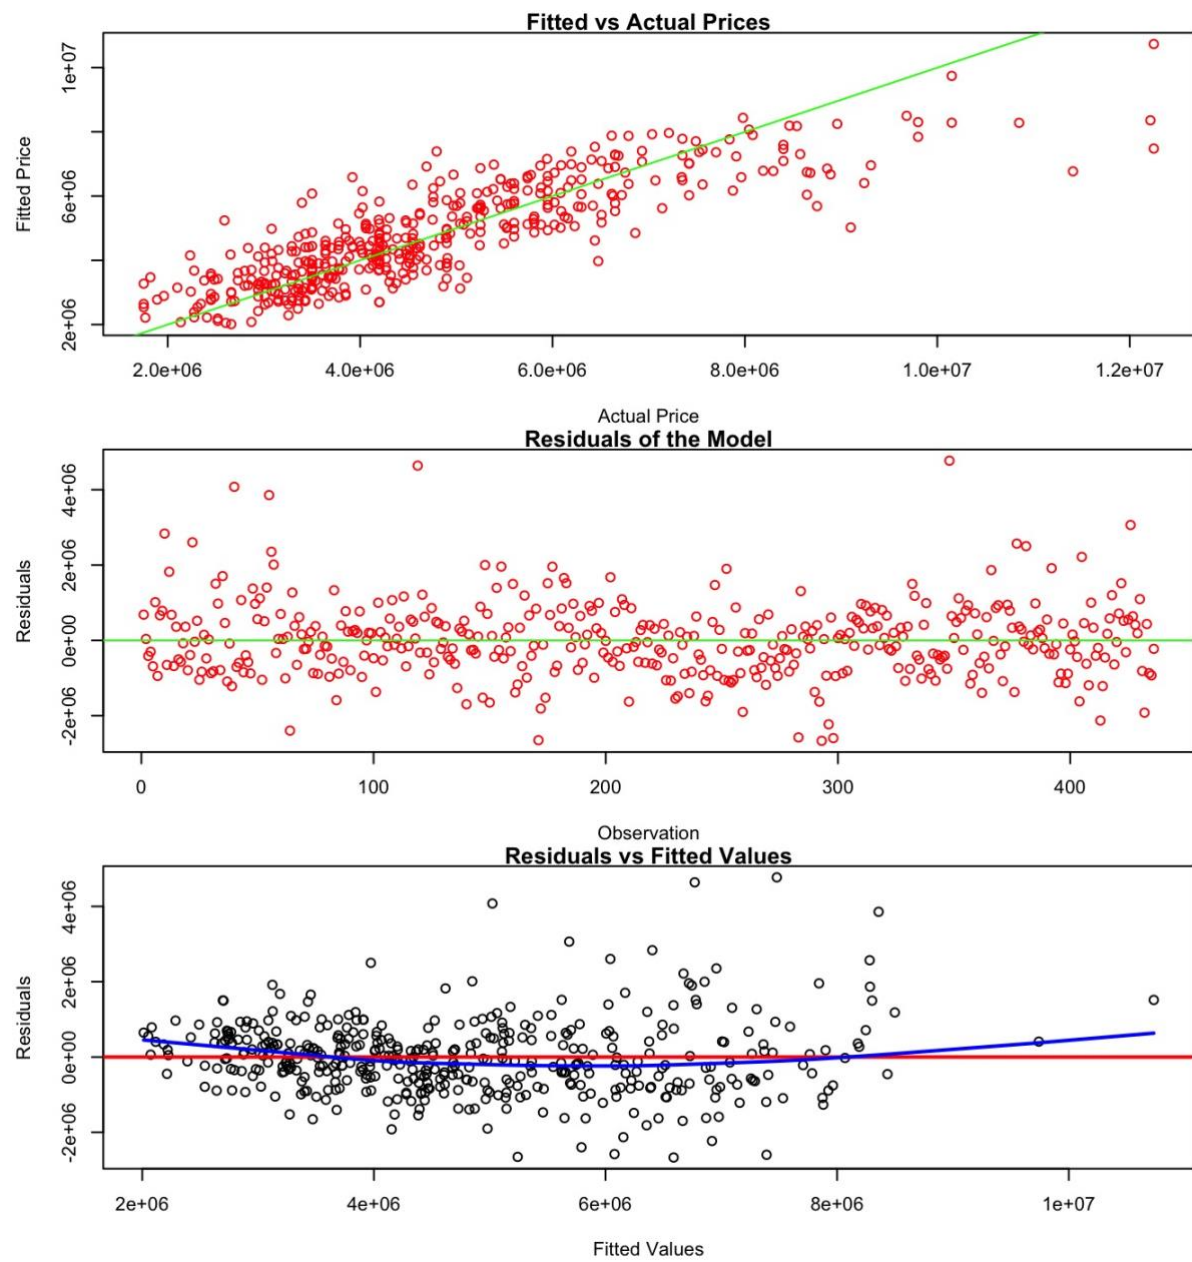 Fitted vs Actual Prices
Fitted Price
1e+07
6e+06
2e+06
2.0e+06 4.0e+06 6.0e+06 8.0e+06 1.0e+07 1.2e+07
Actual Price
Residuals of the Model
Residuals
4e+06
2e+06
0e+00
-2e+06
0 100 200 300 400
Observation
Residuals vs Fitted Values
Residuals
4e+06
2e+06
0e+00
-2e+06
2e+06 4e+06 6e+06 8e+06 1e+07
Fitted Values